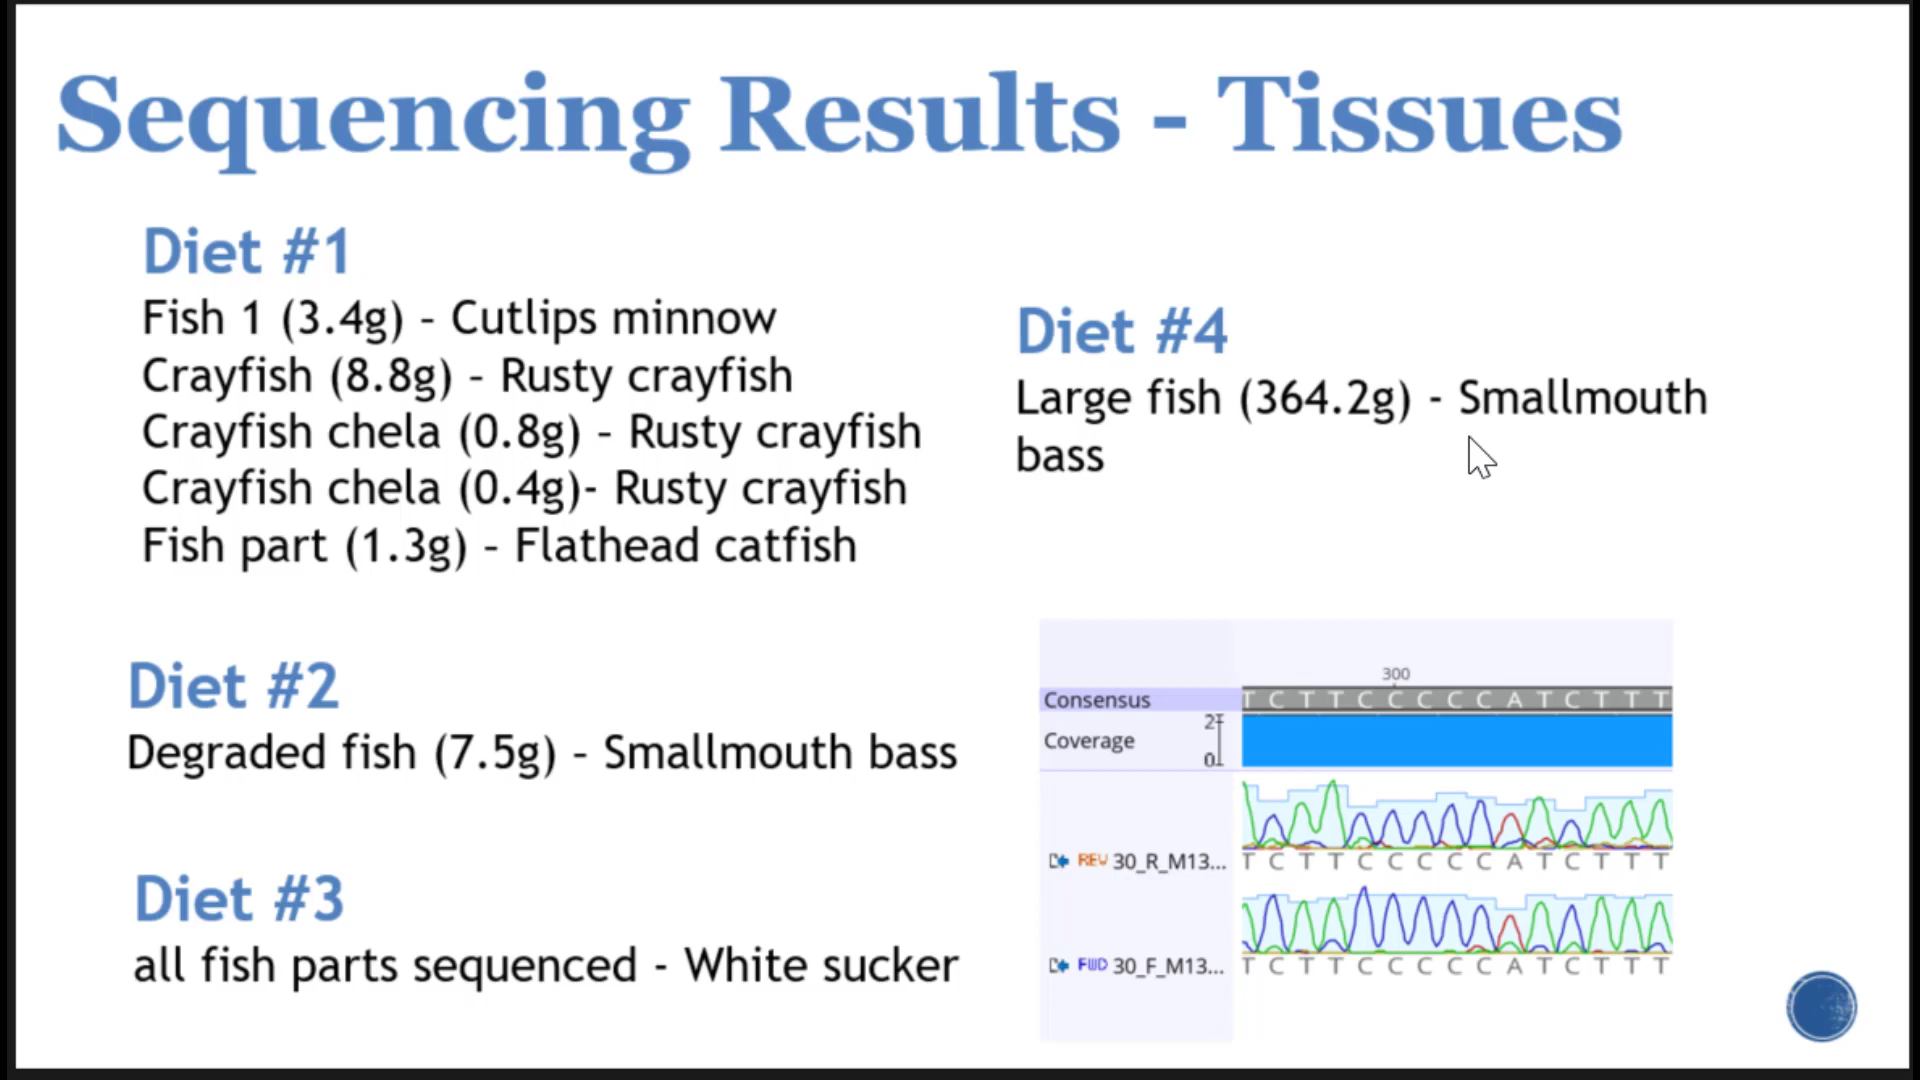 Sequencing Results - Tissues
Diet #1
Fish 1 (3.4g) – Cutlips minnow
Crayfish (8.8g) – Rusty crayfish
Crayfish chela (0.8g) – Rusty crayfish
Crayfish chela (0.4g)- Rusty crayfish
Fish part (1.3g) – Flathead catfish
Diet #2
Degraded fish (7.5g) – Smallmouth bass
Diet #3
all fish parts sequenced - White sucker
Diet #4
Large fish (364.2g) - Smallmouth
bass
300
Consensus T C T T C C C C C A T C T T T
Coverage 2 0
REV 30_R_M13... T C T T C C C C C A T C T T T
FWD 30_F_M13... T C T T C C C C C A T C T T T